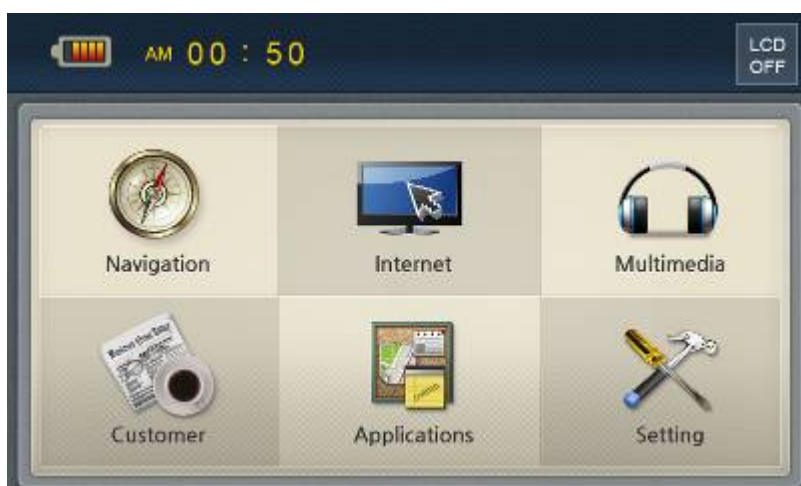 AM 00 : 50
LCD
OFF
Navigation
Internet
Multimedia
Customer
Applications
Setting